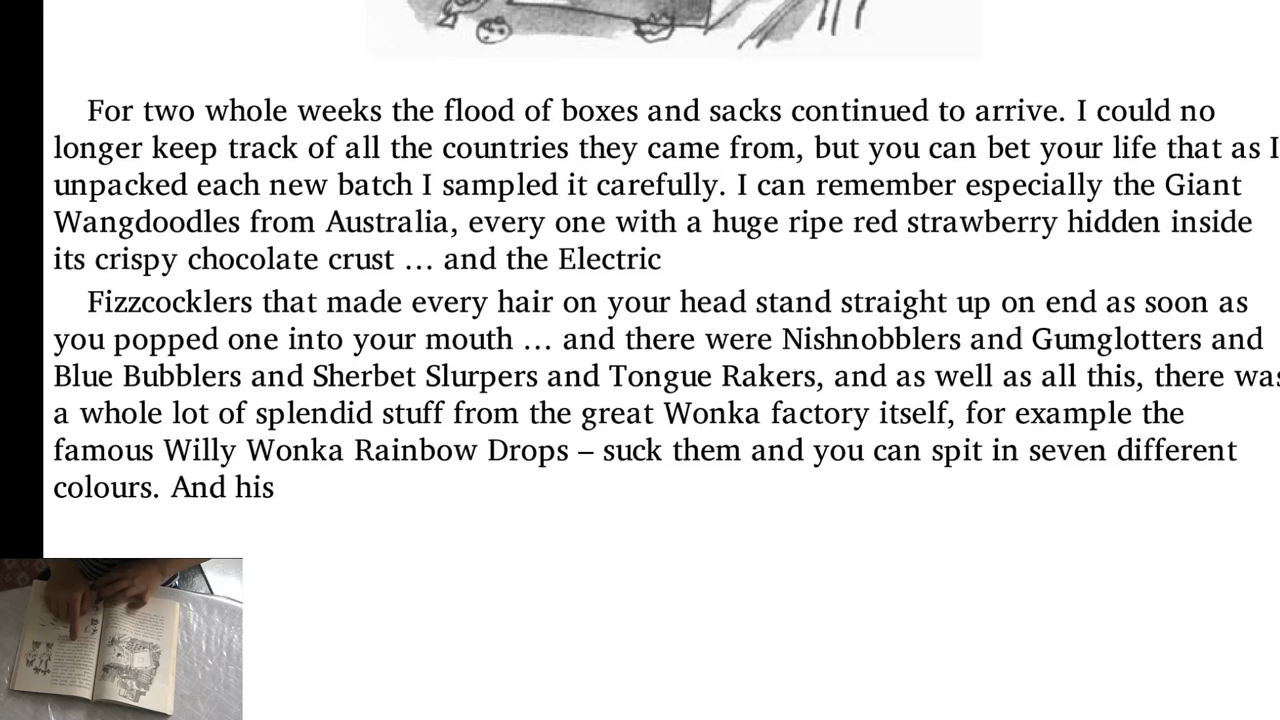 For two whole weeks the flood of boxes and sacks continued to arrive. I could no
longer keep track of all the countries they came from, but you can bet your life that as I
unpacked each new batch I sampled it carefully. I can remember especially the Giant
Wangdoodles from Australia, every one with a huge ripe red strawberry hidden inside
its crispy chocolate crust … and the Electric
Fizzcocklers that made every hair on your head stand straight up on end as soon as
you popped one into your mouth … and there were Nishnobblers and Gumglotters and
Blue Bubblers and Sherbet Slurpers and Tongue Rakers, and as well as all this, there was
a whole lot of splendid stuff from the great Wonka factory itself, for example the
famous Willy Wonka Rainbow Drops – suck them and you can spit in seven different
colours. And his